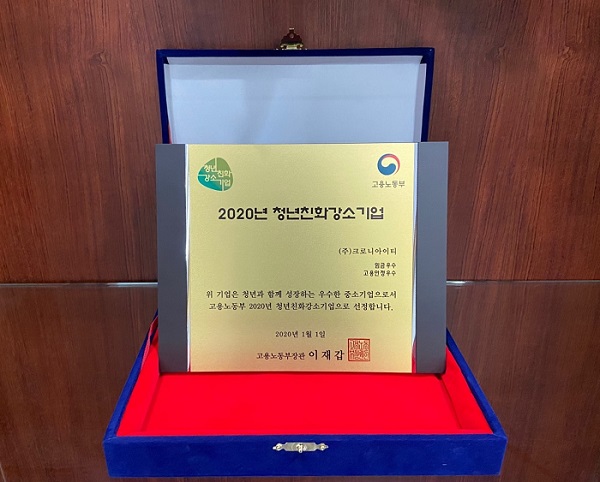 청년친화
강소기업
고용노동부
2020년 청년친화강소기업
(주)크로니아이티
임금우수
고용안정우수
위 기업은 청년과 함께 성장하는 우수한 중소기업으로서
고용노동부 2020년 청년친화강소기업으로 선정합니다.
2020년 1월 1일
고용노동부장관 이재갑